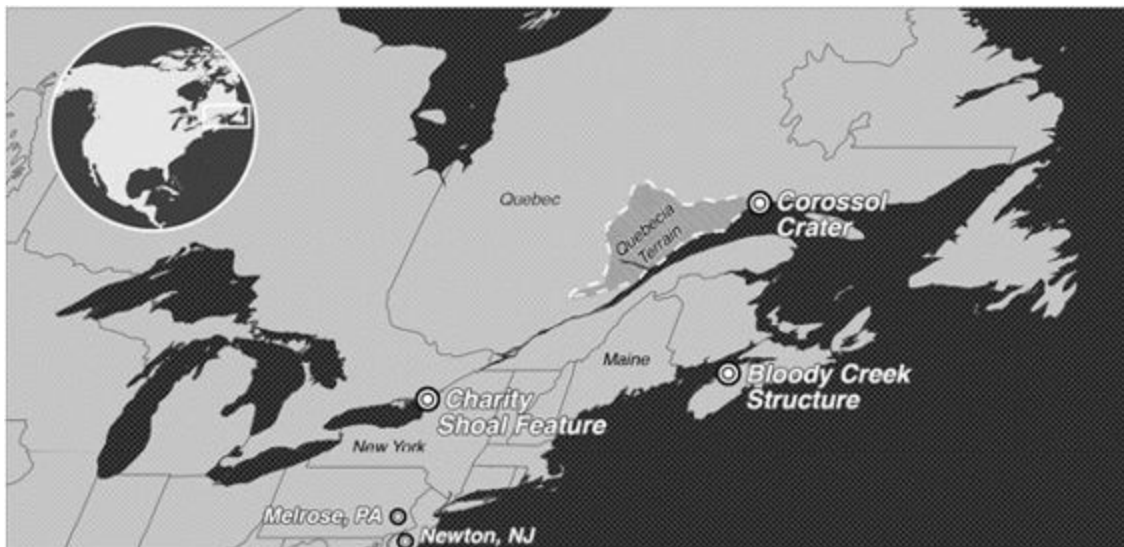 Quebec
Quebecia
Terrain
Corossol
Crater
Maine
Bloody Creek
Structure
Charity
Shoal Feature
New York
Melrose, PA
Newton, NJ